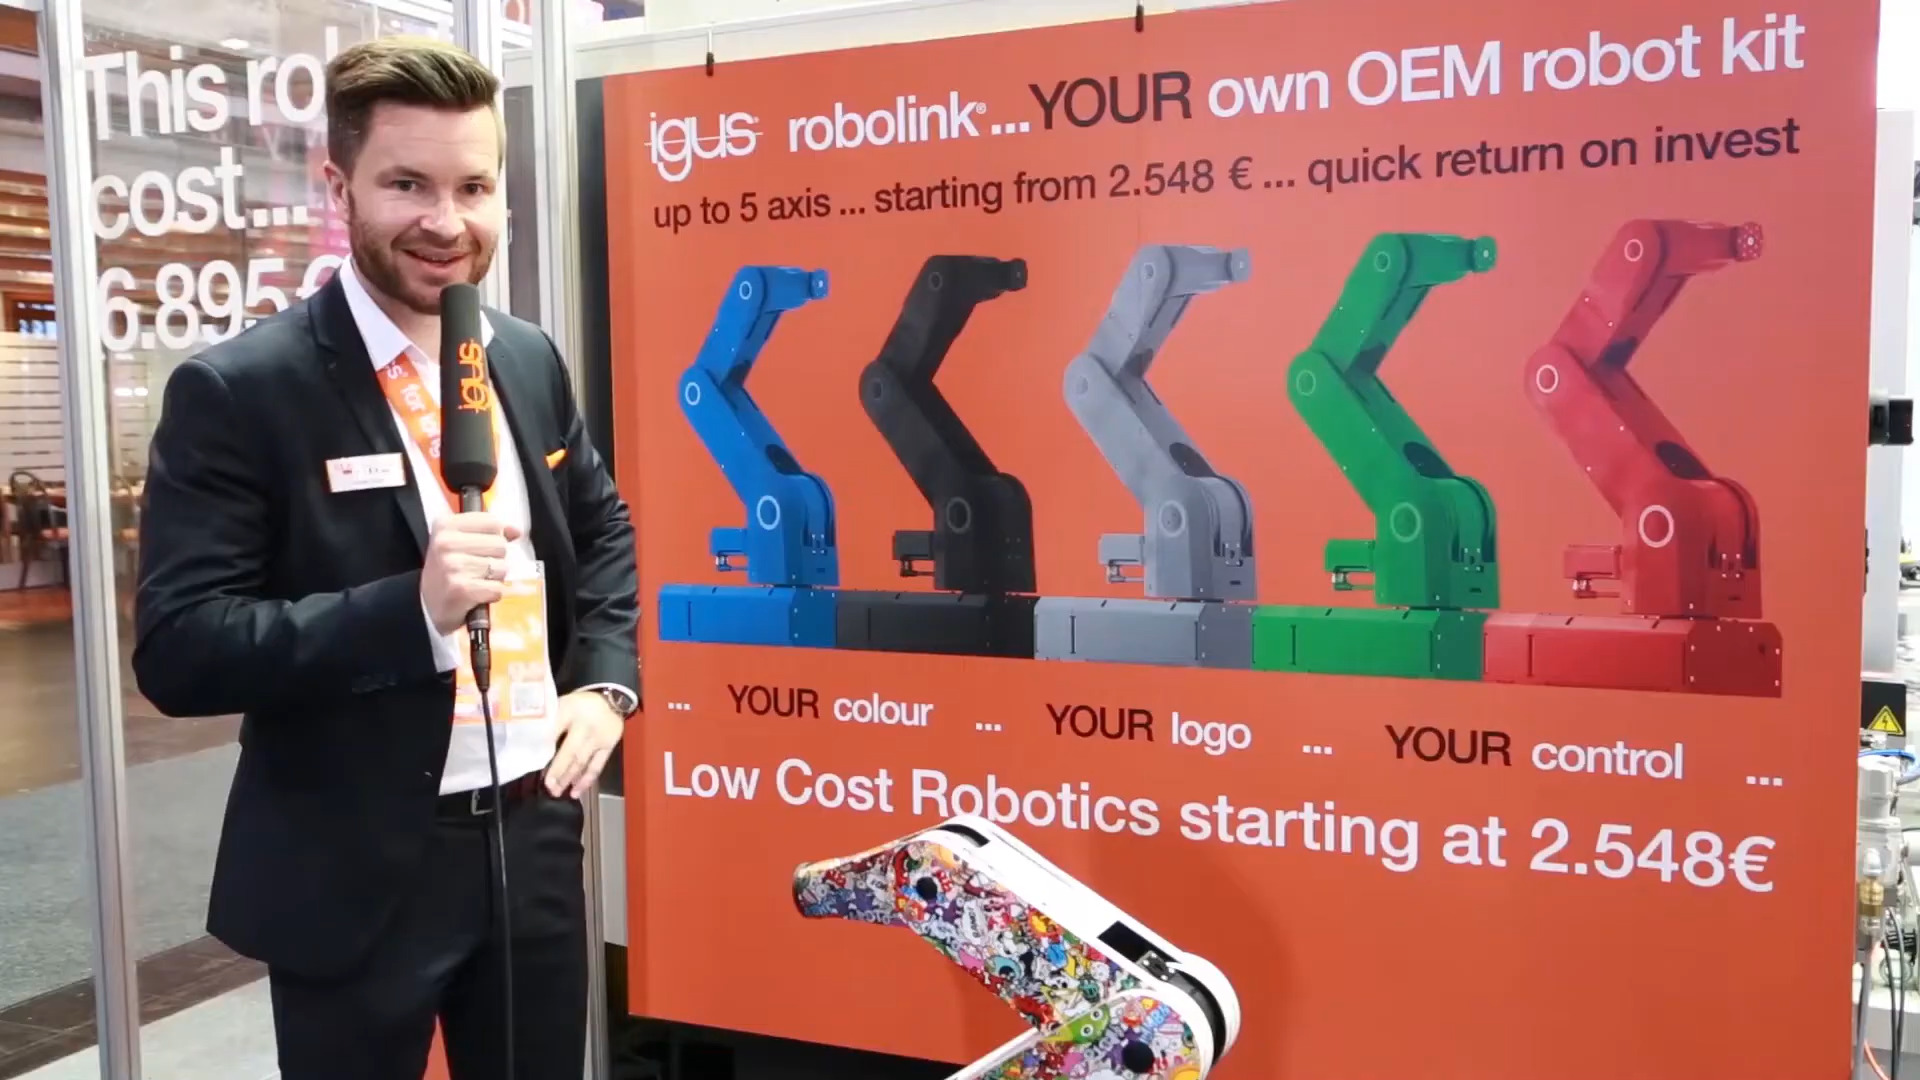 This ro
cost...
6.895 €
igus® robolink®...YOUR own OEM robot kit
up to 5 axis ... starting from 2.548 € ... quick return on invest
... YOUR colour ... YOUR logo ... YOUR control ...
Low Cost Robotics starting at 2.548€
igus